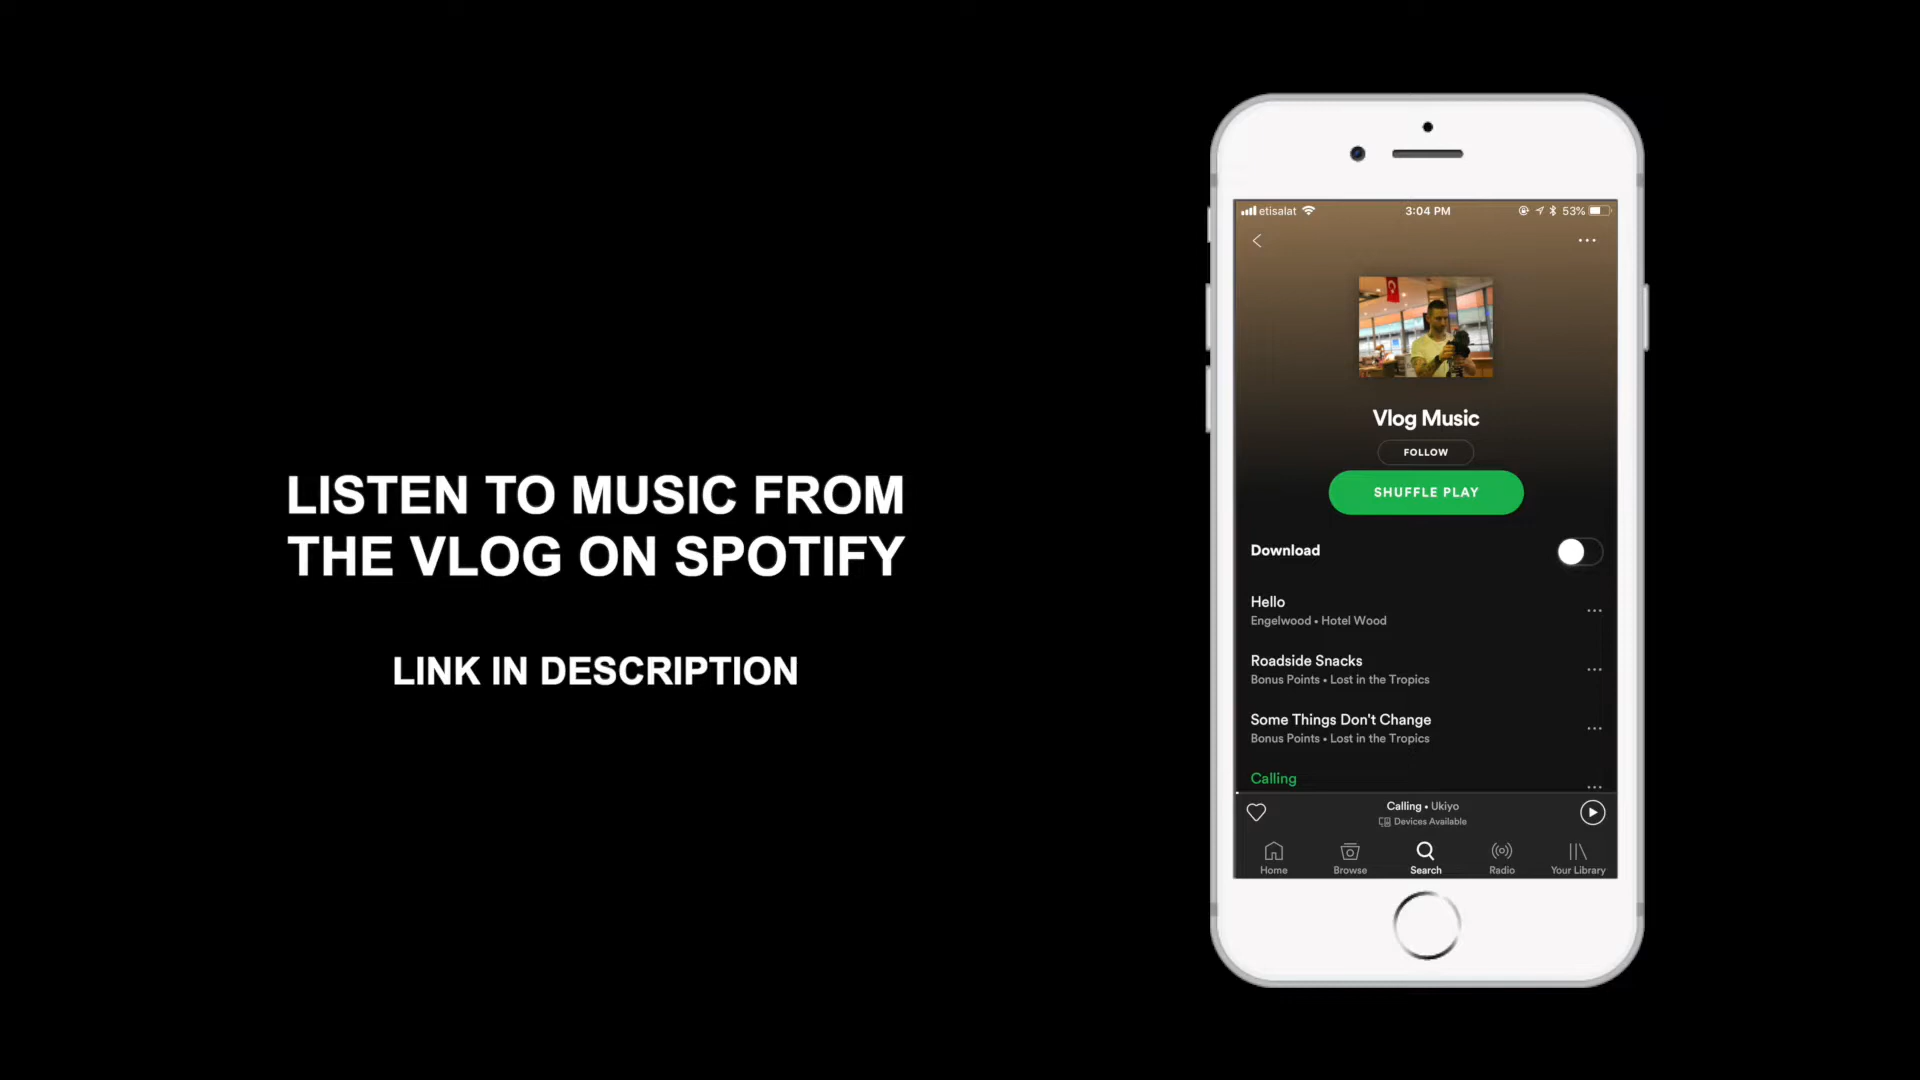 LISTEN TO MUSIC FROM
THE VLOG ON SPOTIFY
LINK IN DESCRIPTION
etisalat
3:04 PM
53%
Vlog Music
FOLLOW
SHUFFLE PLAY
Download
Hello
Engelwood • Hotel Wood
Roadside Snacks
Bonus Points • Lost in the Tropics
Some Things Don't Change
Bonus Points • Lost in the Tropics
Calling
Calling • Ukiyo
Devices Available
Home
Browse
Search
Radio
Your Library